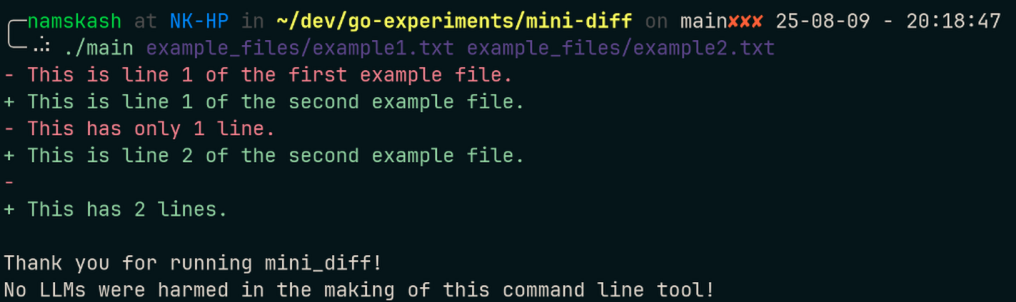 namskash at NK-HP in ~/dev/go-experiments/mini-diff on main✘✘✘ 25-08-09 - 20:18:47
./main example_files/example1.txt example_files/example2.txt
- This is line 1 of the first example file.
+ This is line 1 of the second example file.
- This has only 1 line.
+ This is line 2 of the second example file.
-
+ This has 2 lines.
Thank you for running mini_diff!
No LLMs were harmed in the making of this command line tool!